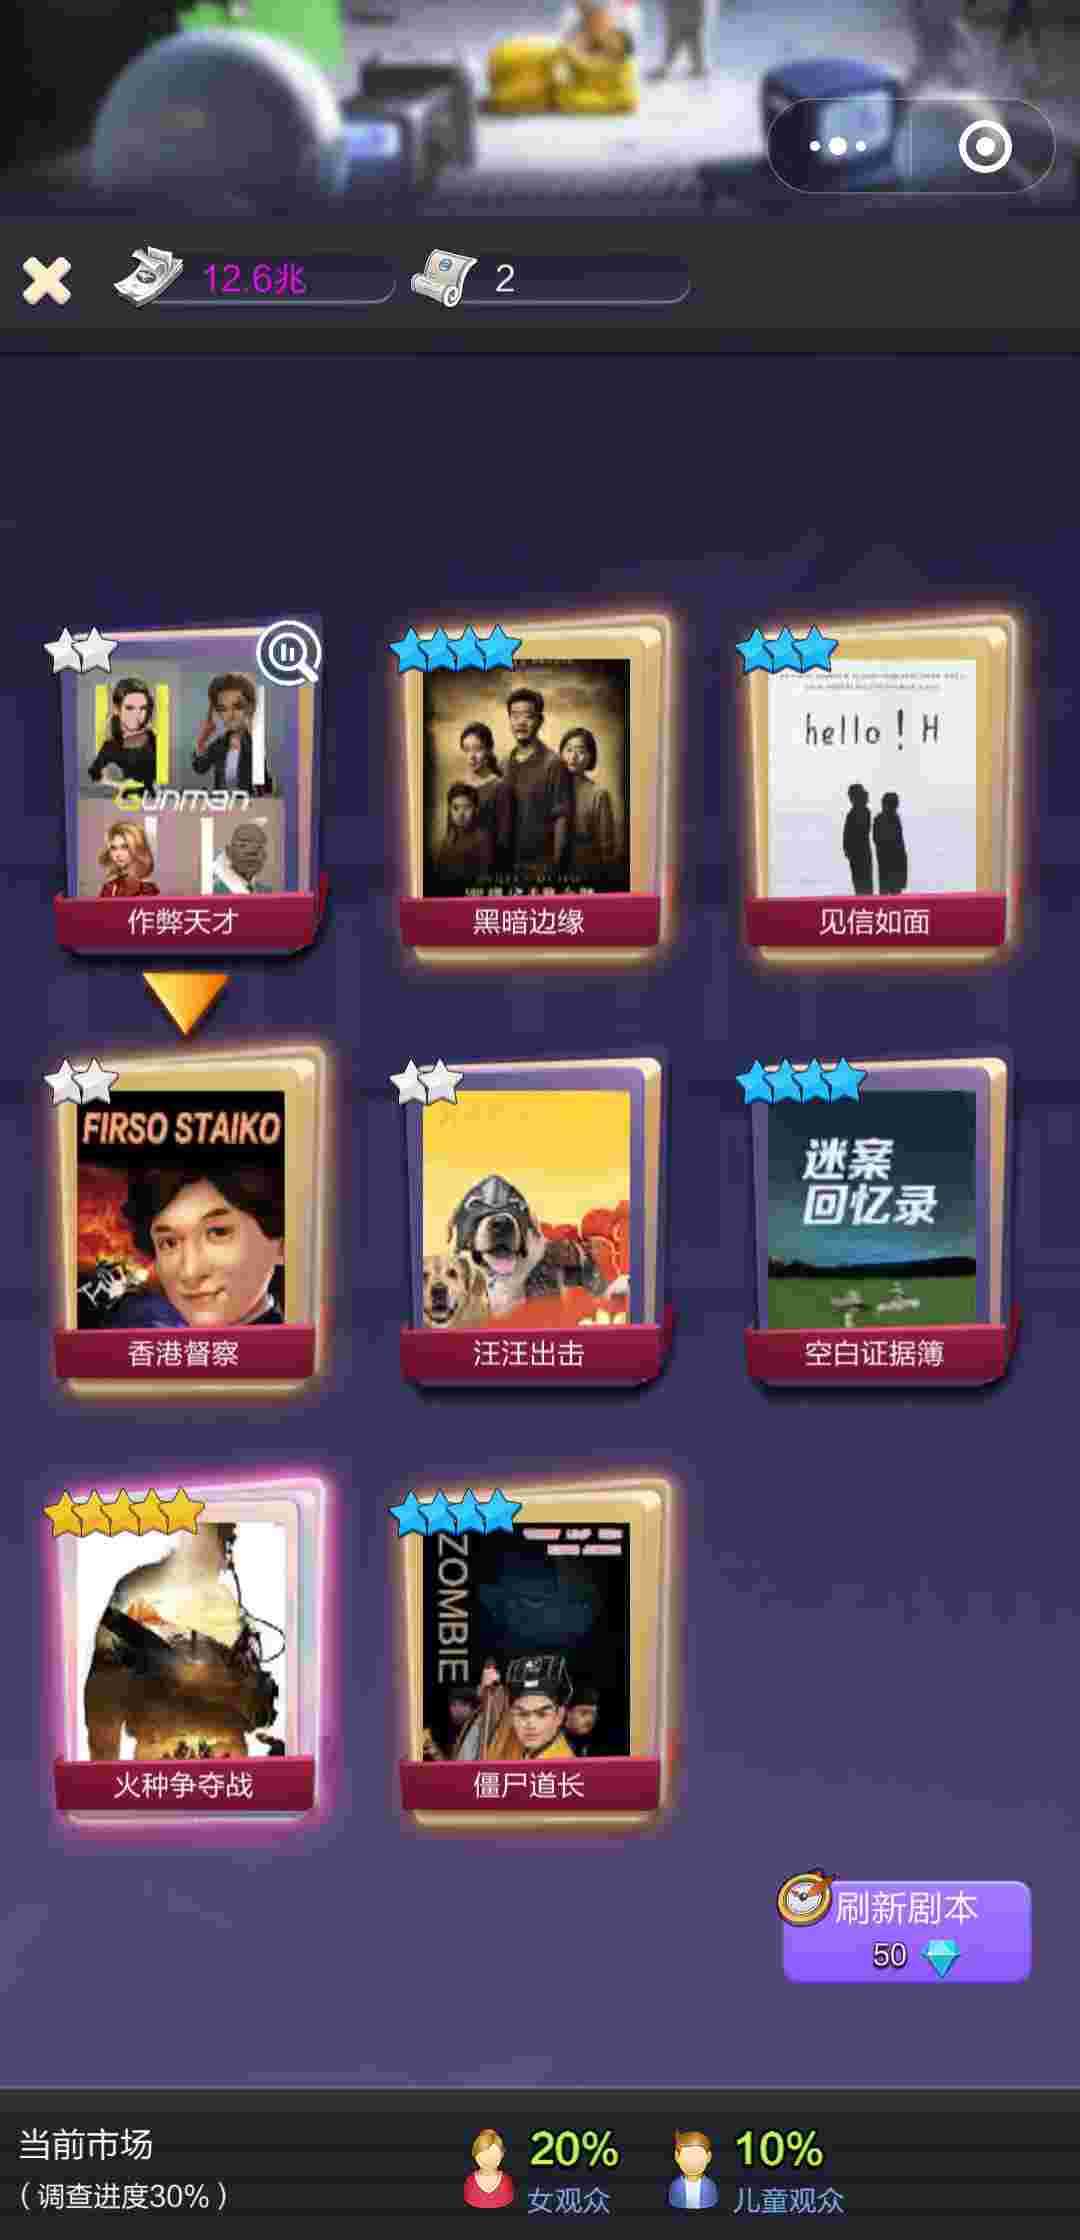 12.6兆
2
Gunman
作弊天才
黑暗边缘
hello! H
见信如面
FIRSO STAIKO
香港督察
汪汪出击
迷案
回忆录
空白证据簿
火种争夺战
ZOMBIE
僵尸道长
刷新剧本
50
当前市场
(调查进度30%)
20%
女观众
10%
儿童观众